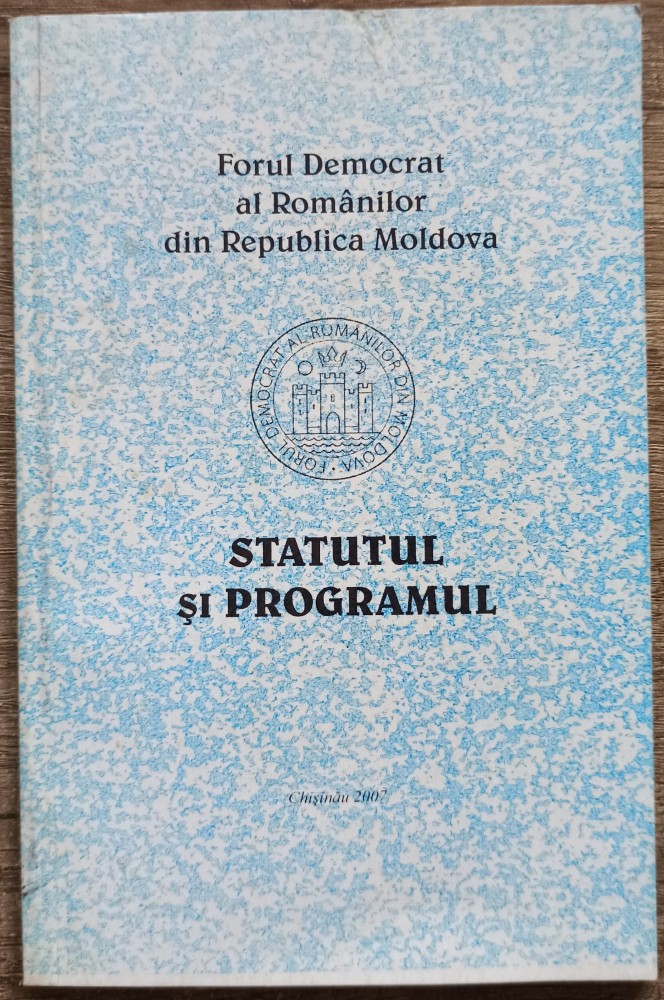 Forul Democrat
al Românilor
din Republica Moldova
FORUL DEMOCRAT AL ROMÂNILOR DIN MOLDOVA •
STATUTUL
ŞI PROGRAMUL
Chişinău 2007